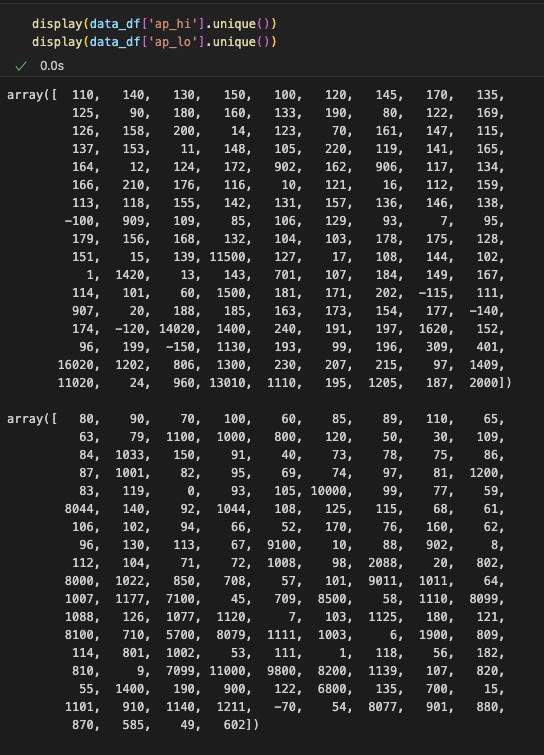 display(data_df['ap_hi'].unique())
display(data_df['ap_lo'].unique())
✓ 0.0s
array([ 110, 140, 130, 150, 100, 120, 145, 170, 135,
125, 90, 180, 160, 133, 190, 80, 122, 169,
126, 158, 200, 14, 123, 70, 161, 147, 115,
137, 153, 11, 148, 105, 220, 119, 141, 165,
164, 12, 124, 172, 902, 162, 906, 117, 134,
166, 210, 176, 116, 10, 121, 16, 112, 159,
113, 118, 155, 142, 131, 157, 136, 146, 138,
-100, 909, 109, 85, 106, 129, 93, 7, 95,
179, 156, 168, 132, 104, 103, 178, 175, 128,
151, 15, 139, 11500, 127, 17, 108, 144, 102,
1, 1420, 13, 143, 701, 107, 184, 149, 167,
114, 101, 60, 1500, 181, 171, 202, -115, 111,
907, 20, 188, 185, 163, 173, 154, 177, -140,
174, -120, 14020, 1400, 240, 191, 197, 1620, 152,
96, 199, -150, 1130, 193, 99, 196, 309, 401,
16020, 1202, 806, 1300, 230, 207, 215, 97, 1409,
11020, 24, 960, 13010, 1110, 195, 1205, 187, 2000])
array([ 80, 90, 70, 100, 60, 85, 89, 110, 65,
63, 79, 1100, 1000, 800, 120, 50, 30, 109,
84, 1033, 150, 91, 40, 73, 78, 75, 86,
87, 1001, 82, 95, 69, 74, 97, 81, 1200,
83, 119, 0, 93, 105, 10000, 99, 77, 59,
8044, 140, 92, 1044, 108, 125, 115, 68, 61,
106, 102, 94, 66, 52, 170, 76, 160, 62,
96, 130, 113, 67, 9100, 10, 88, 902, 8,
112, 104, 71, 72, 1008, 98, 2088, 20, 802,
8000, 1022, 850, 708, 57, 101, 9011, 1011, 64,
1007, 1177, 7100, 45, 709, 8500, 58, 1110, 8099,
1088, 126, 1077, 1120, 7, 103, 1125, 180, 121,
8100, 710, 5700, 8079, 1111, 1003, 6, 1900, 809,
114, 801, 1002, 53, 111, 1, 118, 56, 182,
810, 9, 7099, 11000, 9800, 8200, 1139, 107, 820,
55, 1400, 190, 900, 122, 6800, 135, 700, 15,
1101, 910, 1140, 1211, -70, 54, 8077, 901, 880,
870, 585, 49, 602])